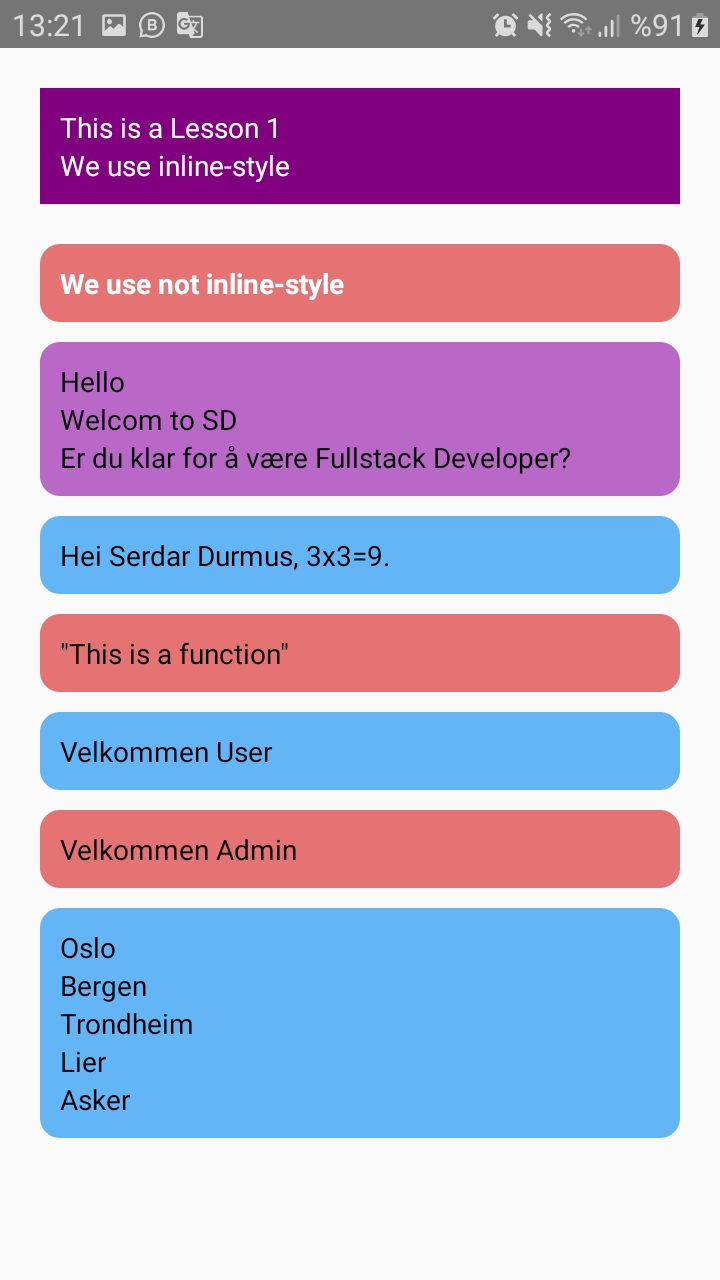 13:21 %91
This is a Lesson 1
We use inline-style
We use not inline-style
Hello
Welcom to SD
Er du klar for å være Fullstack Developer?
Hei Serdar Durmus, 3x3=9.
"This is a function"
Velkommen User
Velkommen Admin
Oslo
Bergen
Trondheim
Lier
Asker